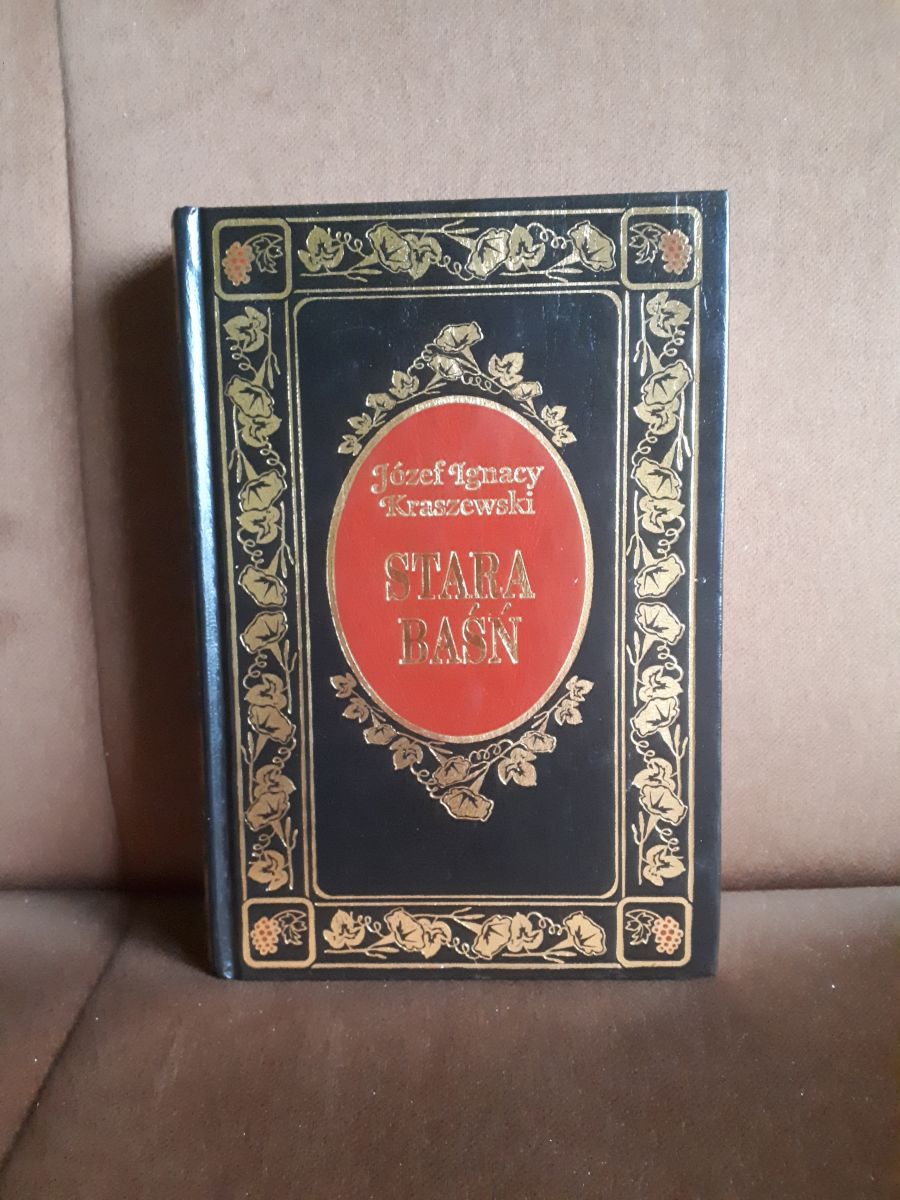 Józef Ignacy
Kraszewski
STARA
BAŚŃ